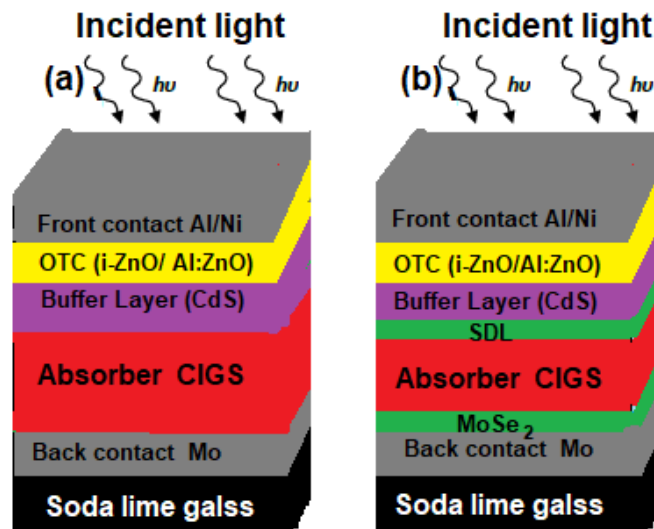 Incident light
(a) hυ hυ
Front contact Al/Ni
OTC (i-ZnO/ Al:ZnO)
Buffer Layer (CdS)
Absorber CIGS
Back contact Mo
Soda lime galss
Incident light
(b) hυ hυ
Front contact Al/Ni
OTC (i-ZnO/Al:ZnO)
Buffer Layer (CdS)
SDL
Absorber CIGS
MoSe2
Back contact Mo
Soda lime galss